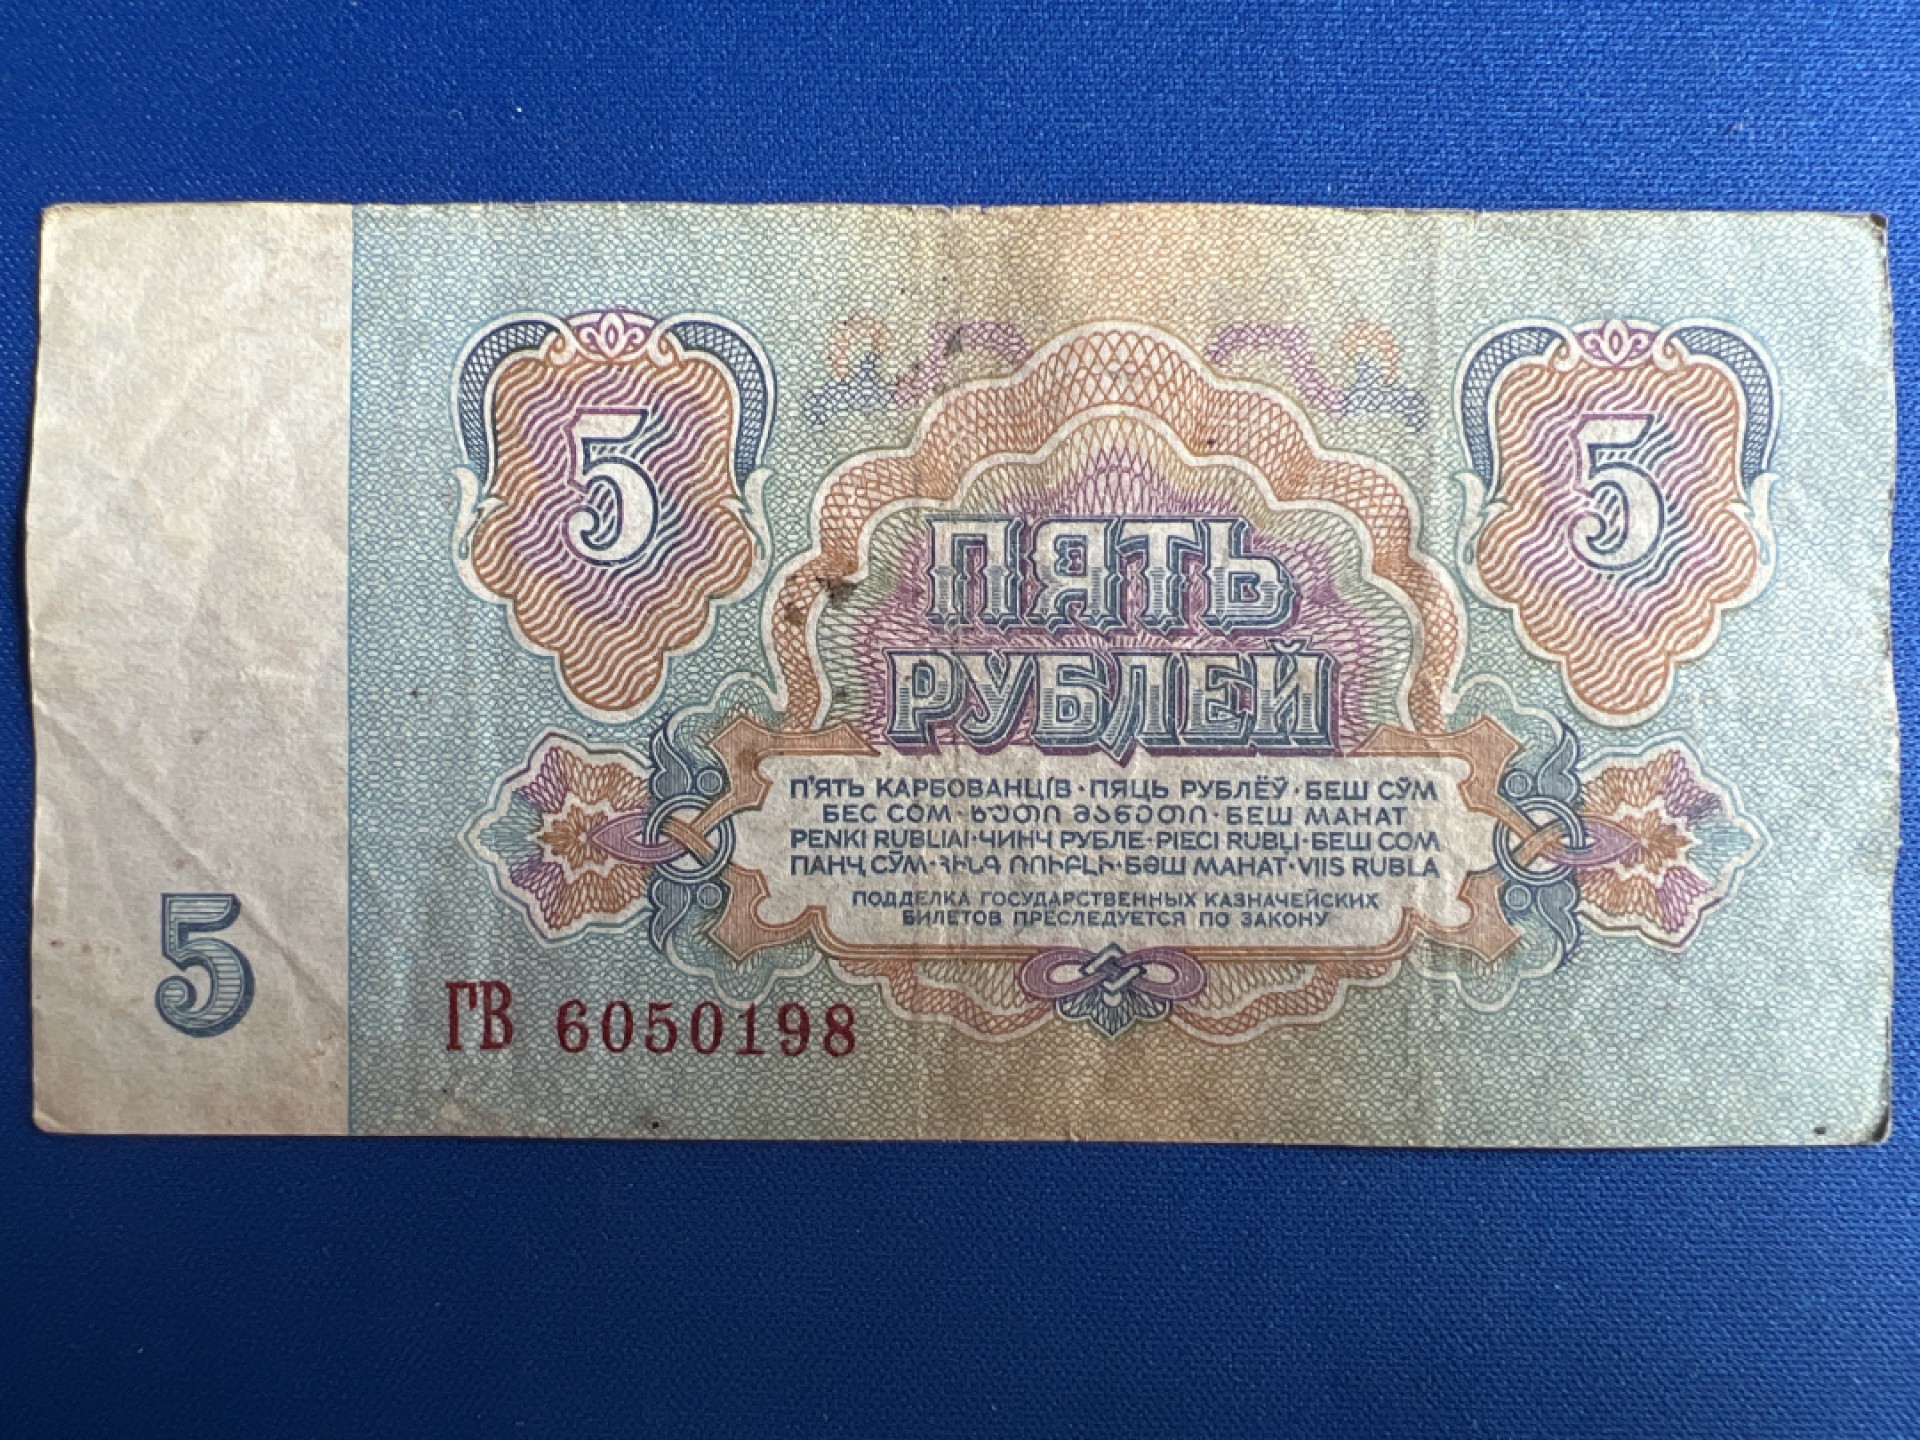 5
5
ПЯТЬ
РУБЛЕЙ
П'ЯТЬ КАРБОВАНЦІВ · ПЯЦЬ РУБЛЁЎ · БЕШ СЎМ
БЕС СОМ · ᲮᲣᲗᲘ ᲛᲐᲜᲔᲗᲘ · БЕШ МАНАТ
PENKI RUBLIAI · ЧИНЧ РУБЛЕ · PIECI RUBĻI · БЕШ СОМ
ПАНҶ СӮМ · ՀԻՆԳ ՌՈՒԲԼԻ · БӘШ МАНАТ · VIIS RUBLA
ПОДДЕЛКА ГОСУДАРСТВЕННЫХ КАЗНАЧЕЙСКИХ
БИЛЕТОВ ПРЕСЛЕДУЕТСЯ ПО ЗАКОНУ
5
ГВ 6050198